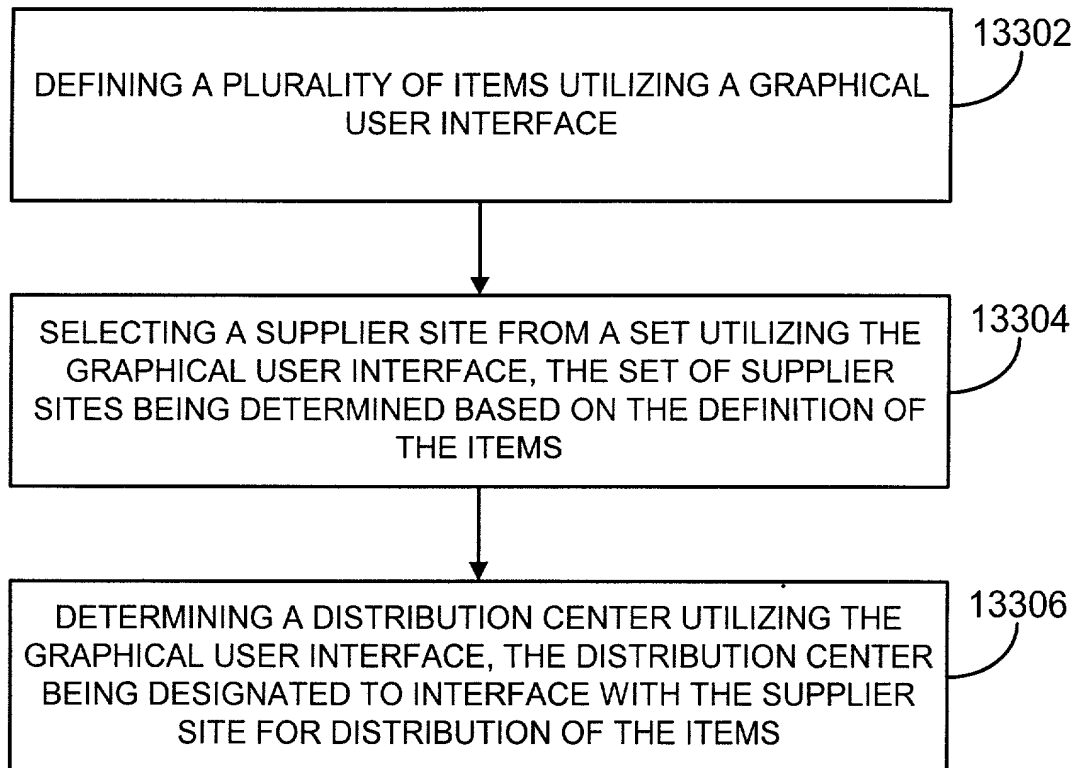 13302
DEFINING A PLURALITY OF ITEMS UTILIZING A GRAPHICAL
USER INTERFACE
13304
SELECTING A SUPPLIER SITE FROM A SET UTILIZING THE
GRAPHICAL USER INTERFACE, THE SET OF SUPPLIER
SITES BEING DETERMINED BASED ON THE DEFINITION OF
THE ITEMS
13306
DETERMINING A DISTRIBUTION CENTER UTILIZING THE
GRAPHICAL USER INTERFACE, THE DISTRIBUTION CENTER
BEING DESIGNATED TO INTERFACE WITH THE SUPPLIER
SITE FOR DISTRIBUTION OF THE ITEMS